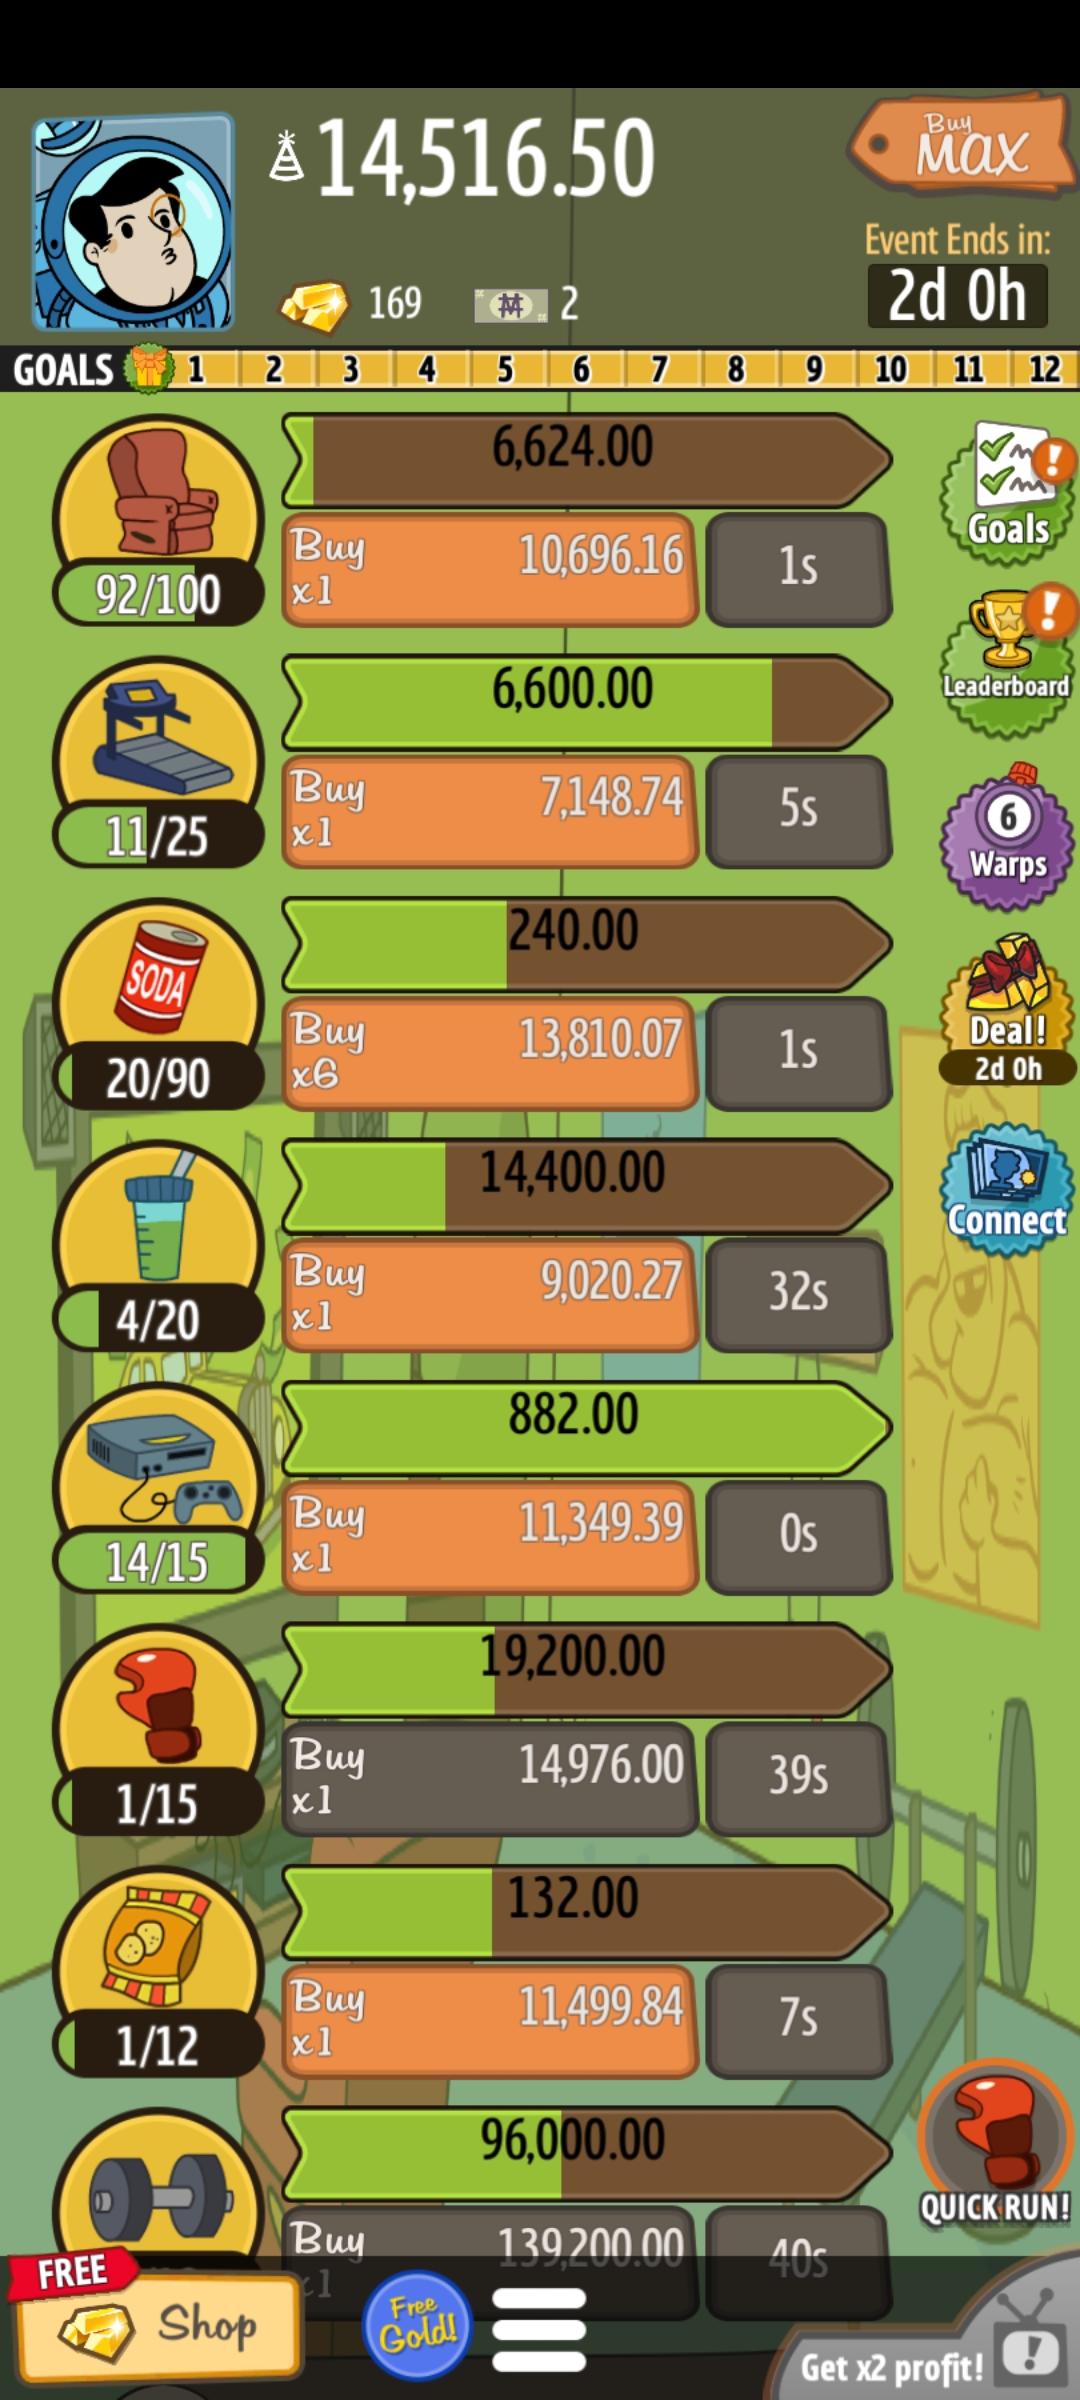 14,516.50
Buy
MAX
Event Ends in:
2d 0h
169
2
GOALS 1 2 3 4 5 6 7 8 9 10 11 12
6,624.00
92/100
Buy x1 10,696.16
1s
Goals
6,600.00
11/25
Buy x1 7,148.74
5s
Leaderboard
6
Warps
240.00
SODA
20/90
Buy x6 13,810.07
1s
Deal!
2d 0h
14,400.00
4/20
Buy x1 9,020.27
32s
Connect
882.00
14/15
Buy x1 11,349.39
0s
19,200.00
1/15
Buy x1 14,976.00
39s
132.00
1/12
Buy x1 11,499.84
7s
96,000.00
QUICK RUN!
Buy x1 139,200.00
40s
FREE
Shop
Free
Gold!
Get x2 profit!